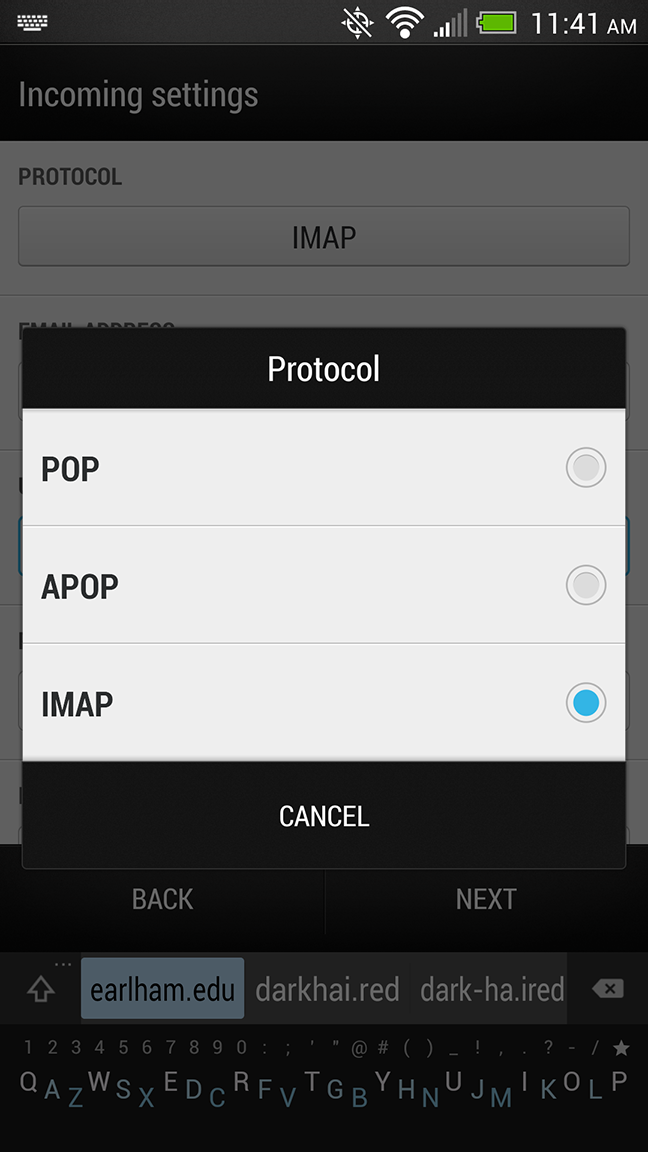 11:41 AM
Incoming settings
PROTOCOL
IMAP
EMAIL ADDRESS
Protocol
POP
APOP
IMAP
CANCEL
BACK NEXT
earlham.edu darkhai.red dark-ha.ired
1 2 3 4 5 6 7 8 9 0 : ; ' " @ # ( ) _ ! , . ? - /
Q A Z W S X E D C R F V T G B Y H N U J M I K O L P